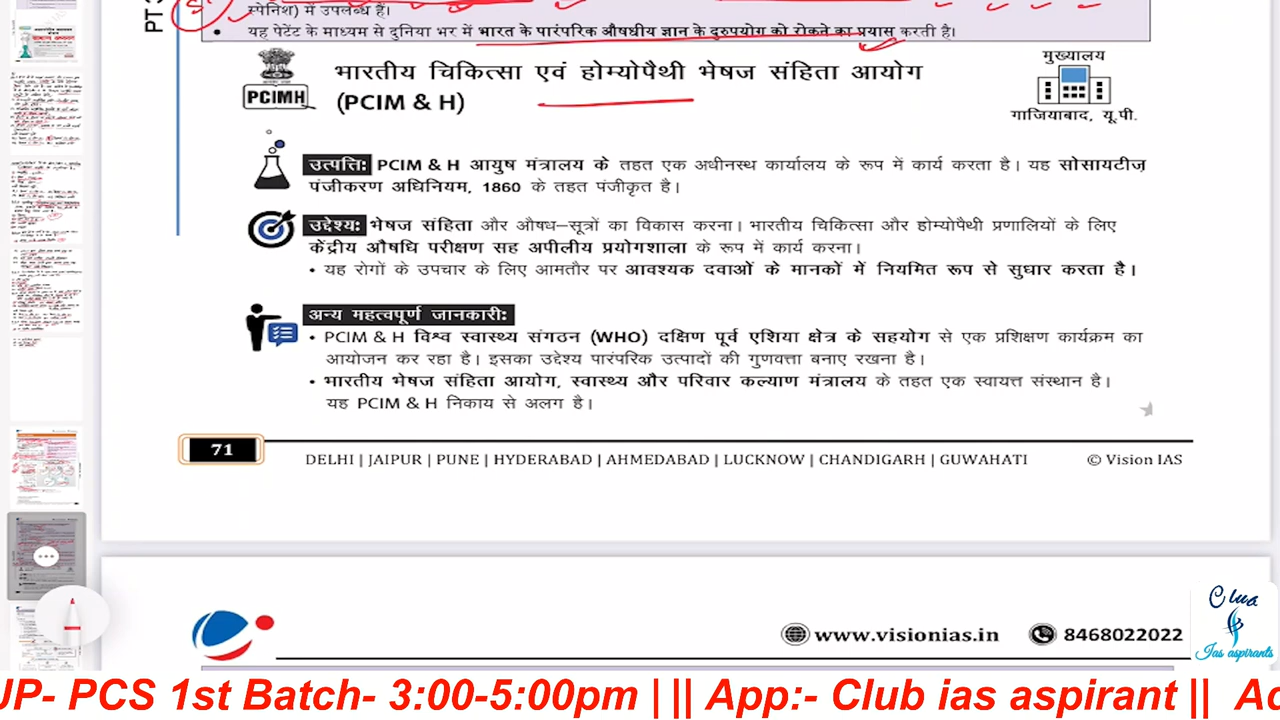 स्पेनिश) में उपलब्ध हैं।
• यह पेटेंट के माध्यम से दुनिया भर में भारत के पारंपरिक औषधीय ज्ञान के दुरुपयोग को रोकने का प्रयास करती है।
भारतीय चिकित्सा एवं होम्योपैथी भेषज संहिता आयोग
(PCIM & H)
PCIMH
मुख्यालय
गाजियाबाद, यू.पी.
उत्पत्ति: PCIM & H आयुष मंत्रालय के तहत एक अधीनस्थ कार्यालय के रूप में कार्य करता है। यह सोसायटीज
पंजीकरण अधिनियम, 1860 के तहत पंजीकृत है।
उद्देश्य: भेषज संहिता और औषध–सूत्रों का विकास करना। भारतीय चिकित्सा और होम्योपैथी प्रणालियों के लिए
केंद्रीय औषधि परीक्षण सह अपीलीय प्रयोगशाला के रूप में कार्य करना।
• यह रोगों के उपचार के लिए आमतौर पर आवश्यक दवाओं के मानकों में नियमित रूप से सुधार करता है।
अन्य महत्वपूर्ण जानकारी:
• PCIM & H विश्व स्वास्थ्य संगठन (WHO) दक्षिण पूर्व एशिया क्षेत्र के सहयोग से एक प्रशिक्षण कार्यक्रम का
आयोजन कर रहा है। इसका उद्देश्य पारंपरिक उत्पादों की गुणवत्ता बनाए रखना है।
• भारतीय भेषज संहिता आयोग, स्वास्थ्य और परिवार कल्याण मंत्रालय के तहत एक स्वायत्त संस्थान है।
यह PCIM & H निकाय से अलग है।
71
DELHI | JAIPUR | PUNE | HYDERABAD | AHMEDABAD | LUCKNOW | CHANDIGARH | GUWAHATI
© Vision IAS
www.visionias.in
8468022022
Club
Ias aspirants
UP- PCS 1st Batch- 3:00-5:00pm | || App:- Club ias aspirant ||